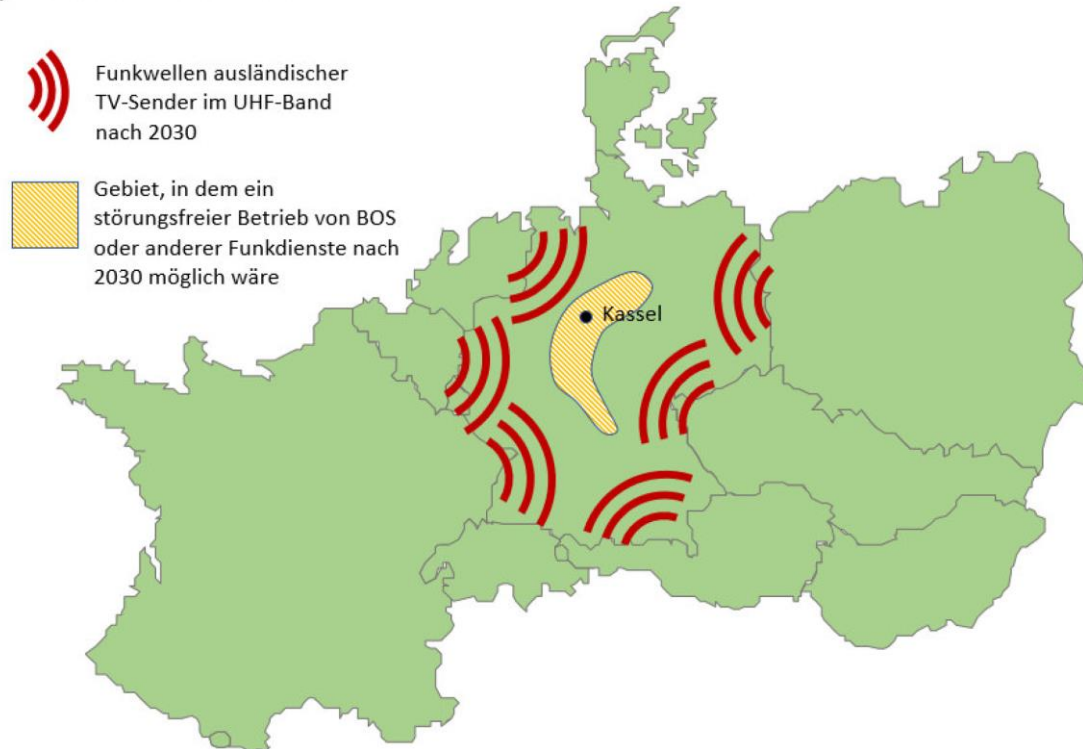 Funkwellen ausländischer
TV-Sender im UHF-Band
nach 2030
Gebiet, in dem ein
störungsfreier Betrieb von BOS
oder anderer Funkdienste nach
2030 möglich wäre
Kassel